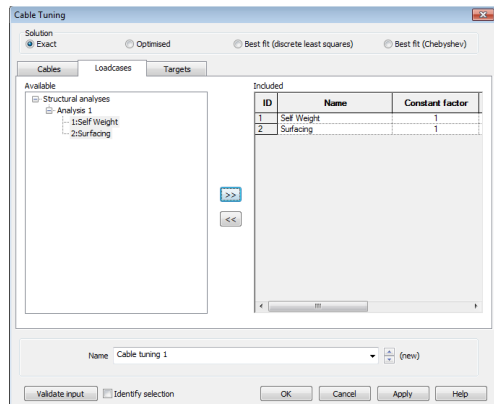 Cable Tuning
Solution
Exact Optimised Best fit (discrete least squares) Best fit (Chebyshev)
Cables Loadcases Targets
Available Included
Structural analyses
Analysis 1
1:Self Weight
2:Surfacing
ID Name Constant factor
1 Self Weight 1
2 Surfacing 1
>>
<<
Name Cable tuning 1 (new)
Validate input Identify selection OK Cancel Apply Help